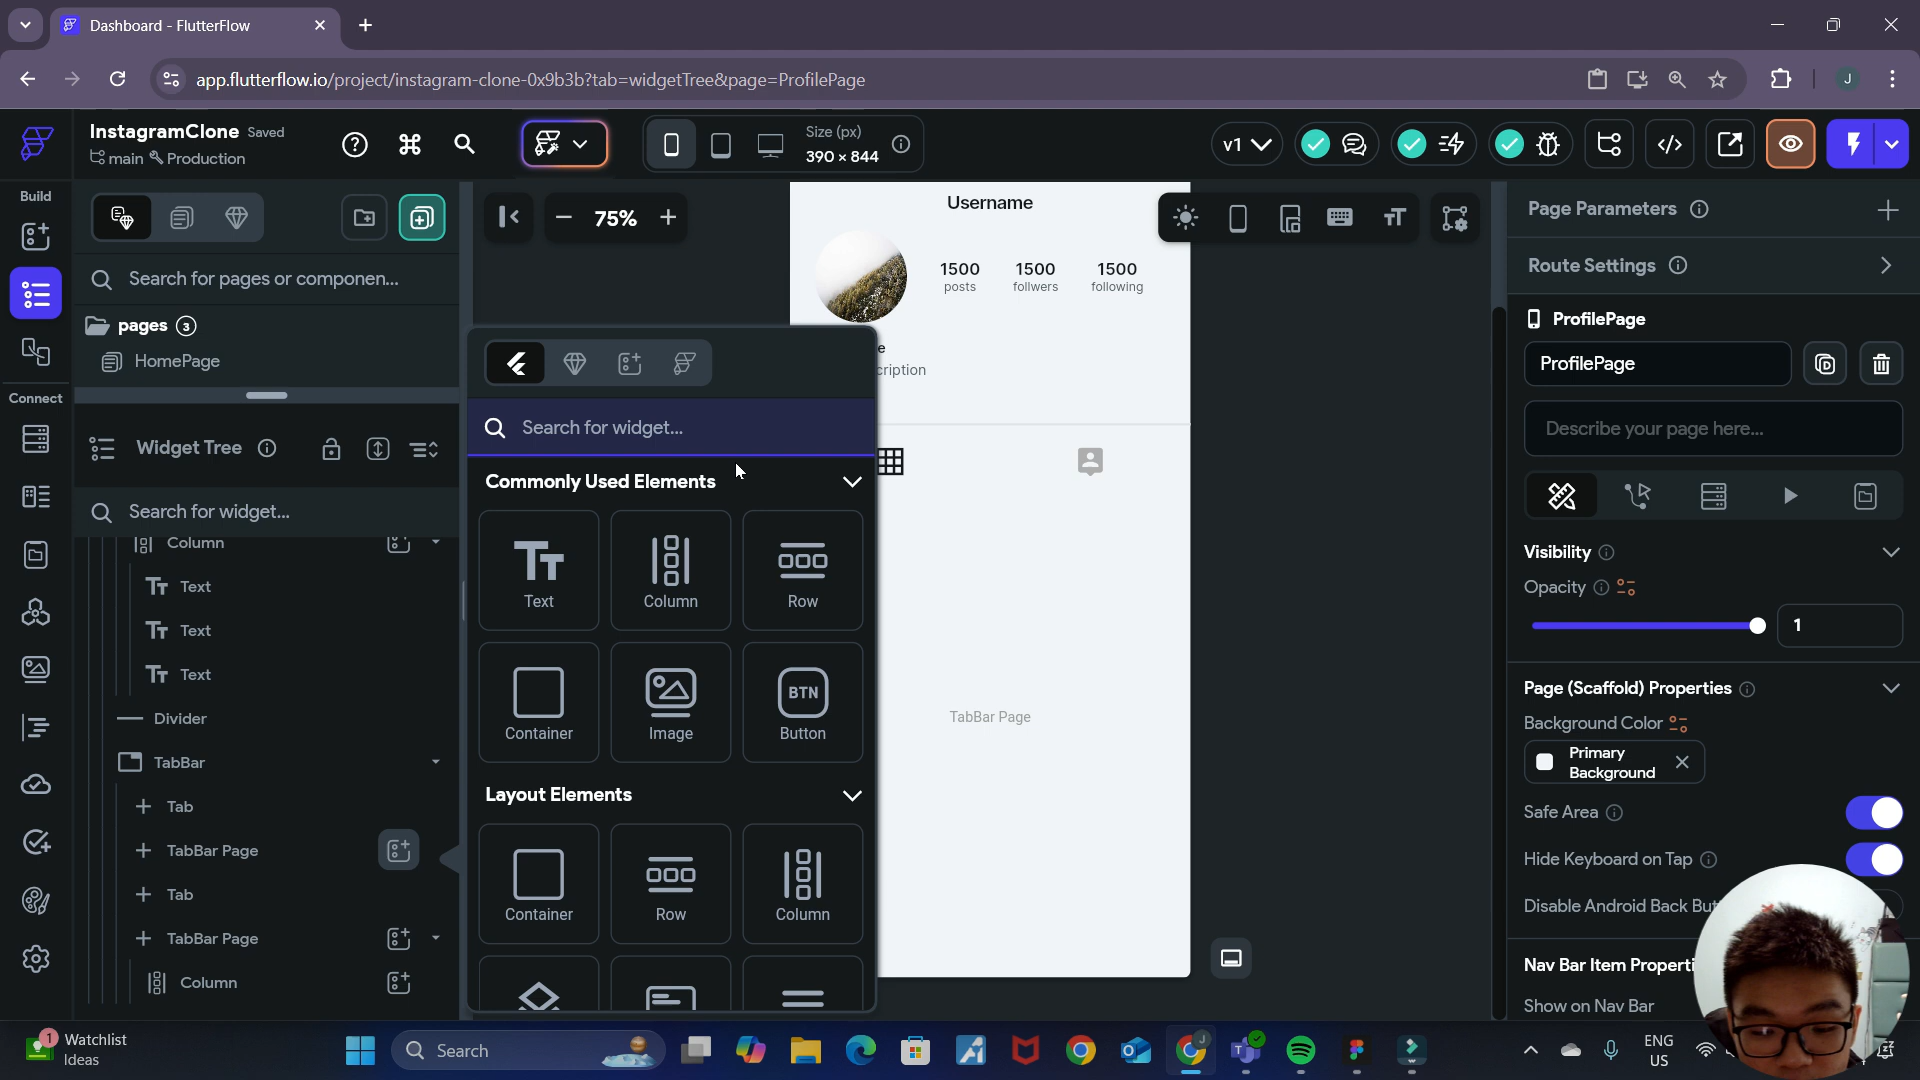 Dashboard - FlutterFlow
app.flutterflow.io/project/instagram-clone-0x9b3b?tab=widgetTree&page=ProfilePage
J
InstagramClone Saved
main Production
Size (px)
390 × 844
v1
Build
Connect
75%
Search for pages or componen...
pages 3
HomePage
Widget Tree
Search for widget...
Column
Text
Text
Text
Divider
TabBar
Tab
TabBar Page
Tab
TabBar Page
Column
Search for widget...
Commonly Used Elements
Tt
Text
Column
Row
Container
Image
BTN
Button
Layout Elements
Container
Row
Column
Username
1500
posts
1500
follwers
1500
following
e
cription
TabBar Page
Page Parameters
Route Settings
ProfilePage
ProfilePage
Describe your page here...
Visibility
Opacity
1
Page (Scaffold) Properties
Background Color
Primary
Background
Safe Area
Hide Keyboard on Tap
Disable Android Back But
Nav Bar Item Properti
Show on Nav Bar
1
Watchlist
Ideas
Search
ENG
US